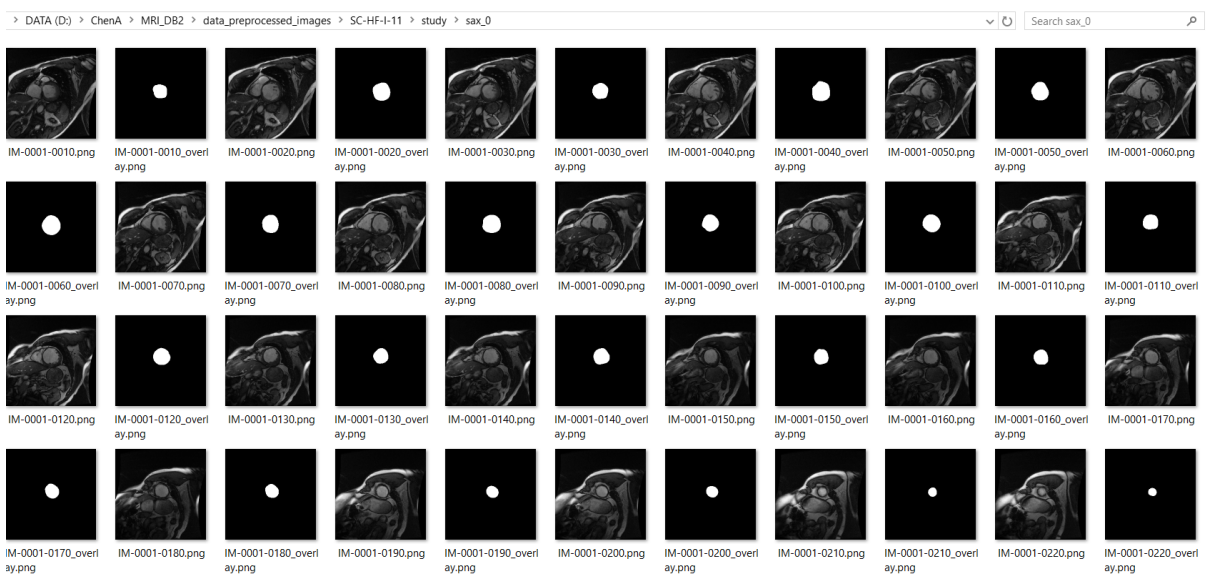 > DATA (D:) > ChenA > MRI_DB2 > data_preprocessed_images > SC-HF-I-11 > study > sax_0
Search sax_0
IM-0001-0010.png
IM-0001-0010_overl
ay.png
IM-0001-0020.png
IM-0001-0020_overl
ay.png
IM-0001-0030.png
IM-0001-0030_overl
ay.png
IM-0001-0040.png
IM-0001-0040_overl
ay.png
IM-0001-0050.png
IM-0001-0050_overl
ay.png
IM-0001-0060.png
IM-0001-0060_overl
ay.png
IM-0001-0070.png
IM-0001-0070_overl
ay.png
IM-0001-0080.png
IM-0001-0080_overl
ay.png
IM-0001-0090.png
IM-0001-0090_overl
ay.png
IM-0001-0100.png
IM-0001-0100_overl
ay.png
IM-0001-0110.png
IM-0001-0110_overl
ay.png
IM-0001-0120.png
IM-0001-0120_overl
ay.png
IM-0001-0130.png
IM-0001-0130_overl
ay.png
IM-0001-0140.png
IM-0001-0140_overl
ay.png
IM-0001-0150.png
IM-0001-0150_overl
ay.png
IM-0001-0160.png
IM-0001-0160_overl
ay.png
IM-0001-0170.png
IM-0001-0170_overl
ay.png
IM-0001-0180.png
IM-0001-0180_overl
ay.png
IM-0001-0190.png
IM-0001-0190_overl
ay.png
IM-0001-0200.png
IM-0001-0200_overl
ay.png
IM-0001-0210.png
IM-0001-0210_overl
ay.png
IM-0001-0220.png
IM-0001-0220_overl
ay.png